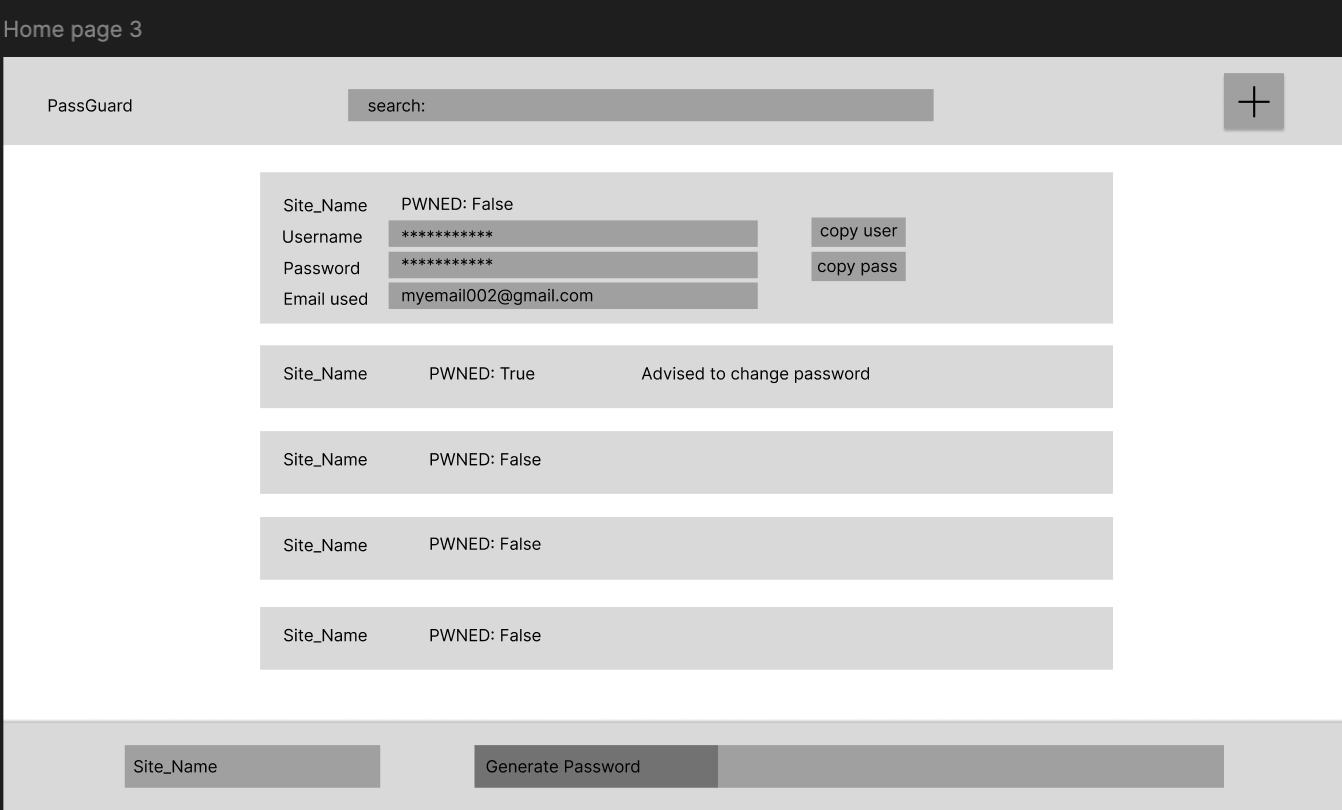 Home page 3
PassGuard
search:
Site_Name PWNED: False
Username *********** copy user
Password *********** copy pass
Email used myemail002@gmail.com
Site_Name PWNED: True Advised to change password
Site_Name PWNED: False
Site_Name PWNED: False
Site_Name PWNED: False
Site_Name Generate Password